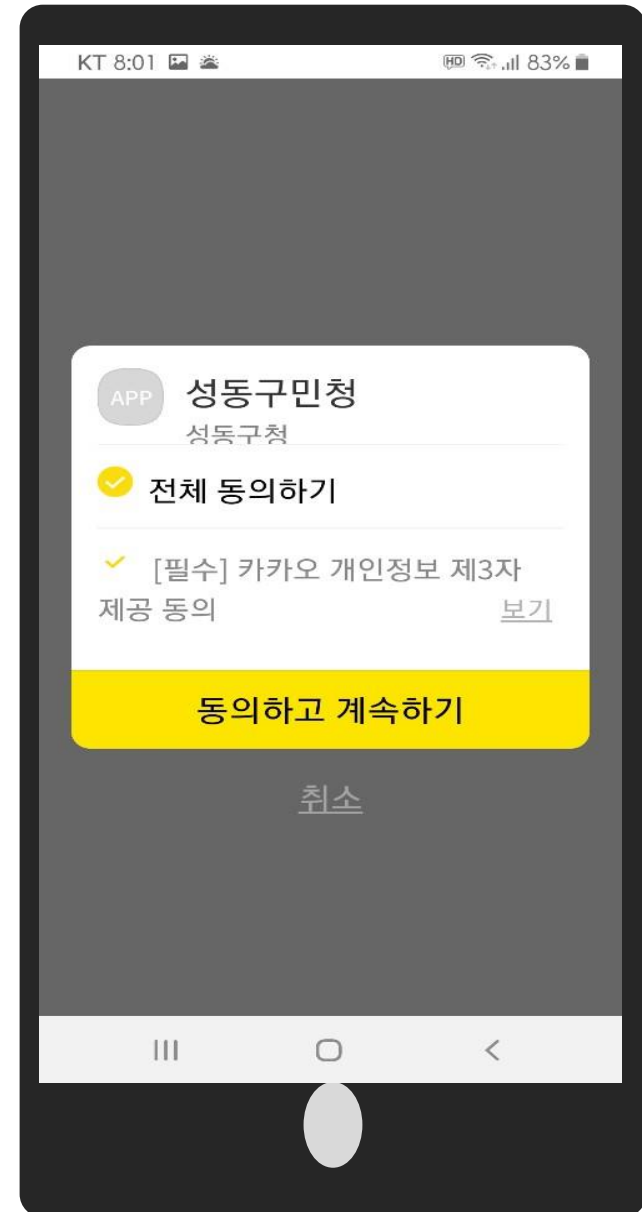 KT 8:01 HD 83%
APP 성동구민청
성동구청
전체 동의하기
[필수] 카카오 개인정보 제3자
제공 동의 보기
동의하고 계속하기
취소